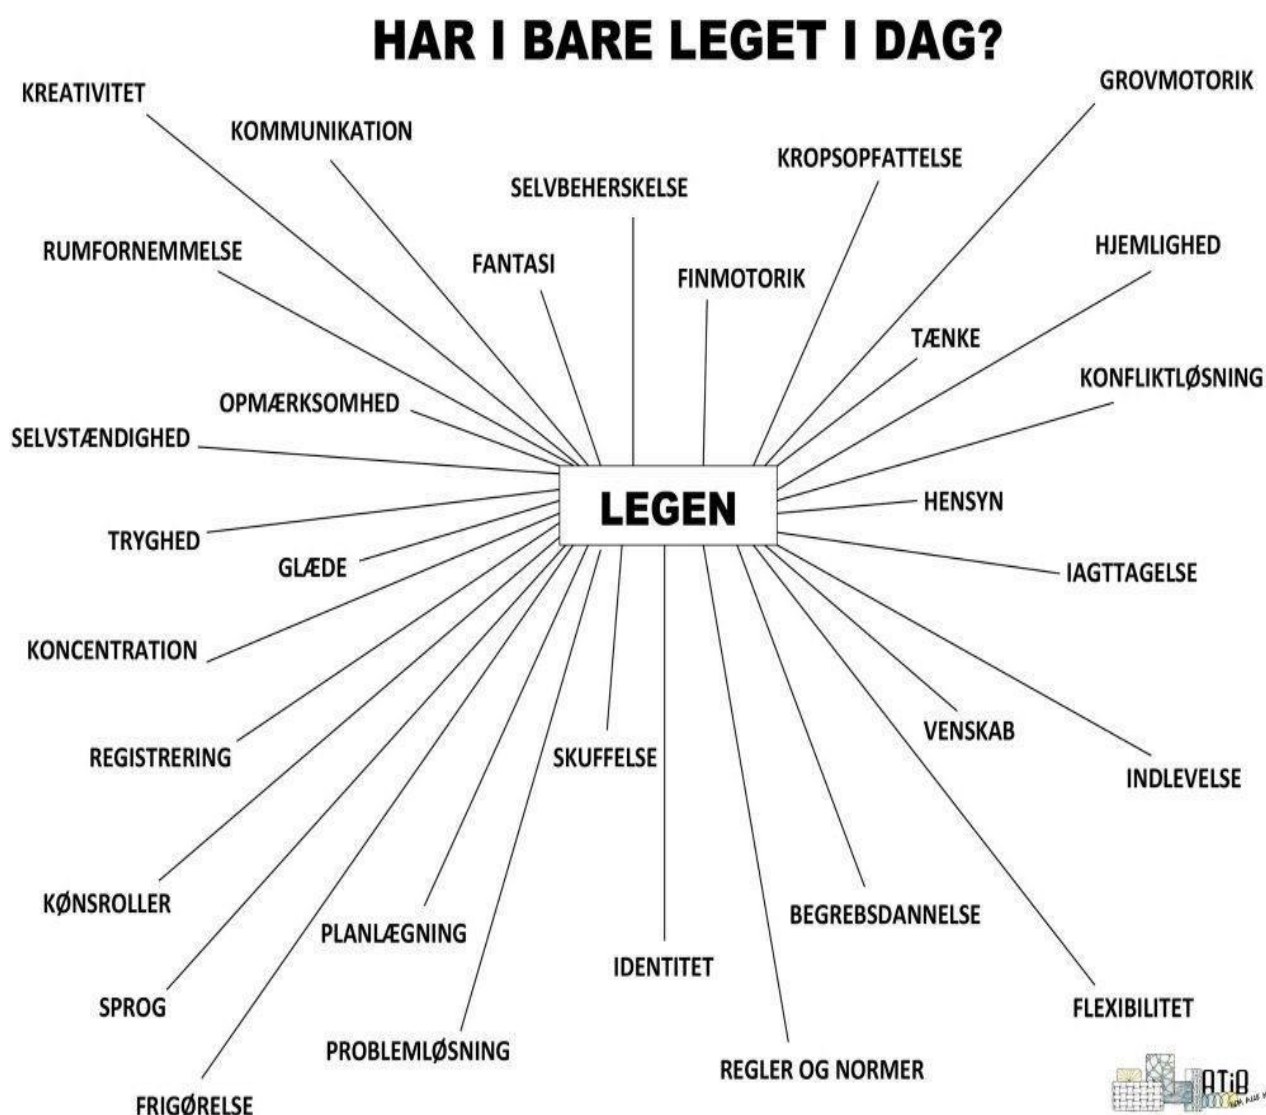 HAR I BARE LEGET I DAG?
KREATIVITET
GROVMOTORIK
KOMMUNIKATION
KROPSOPFATTELSE
SELVBEHERSKELSE
RUMFORNEMMELSE
HJEMLIGHED
FANTASI
FINMOTORIK
TÆNKE
KONFLIKTLØSNING
OPMÆRKSOMHED
SELVSTÆNDIGHED
LEGEN
HENSYN
TRYGHED
GLÆDE
IAGTTAGELSE
KONCENTRATION
VENSKAB
REGISTRERING
SKUFFELSE
INDLEVELSE
KØNSROLLER
BEGREBSDANNELSE
PLANLÆGNING
IDENTITET
SPROG
FLEXIBILITET
PROBLEMLØSNING
REGLER OG NORMER
FRIGØRELSE